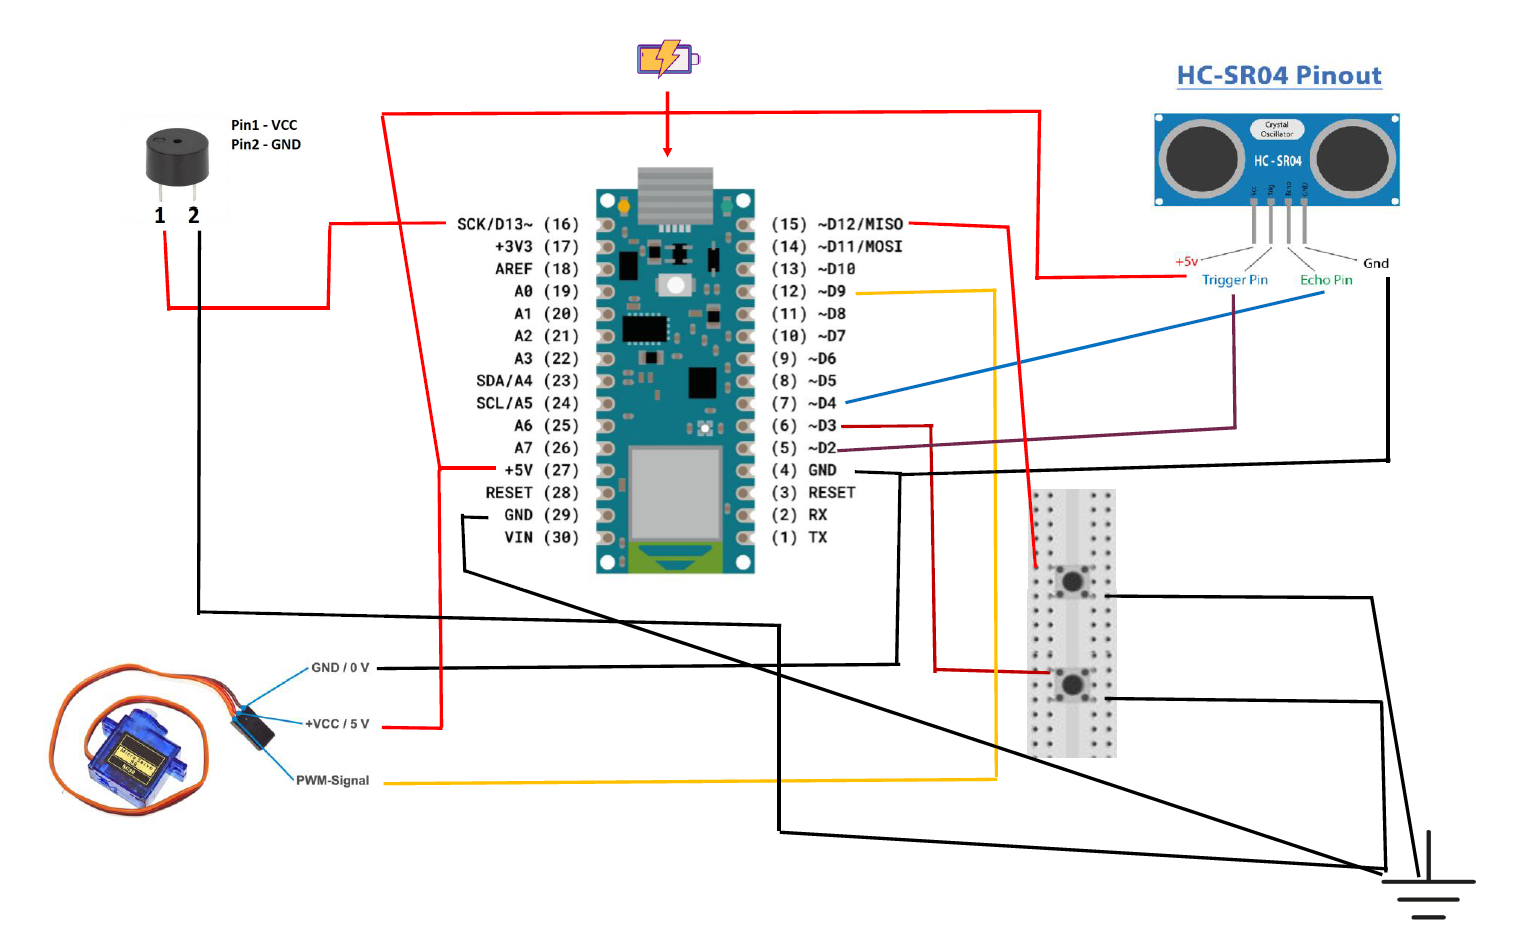 HC-SR04 Pinout
Pin1 - VCC
Pin2 - GND
1 2
Crystal
Oscillator
HC - SR04
Vcc Trig Echo GND
+5v
Trigger Pin
Echo Pin
Gnd
SCK/D13~ (16)
+3V3 (17)
AREF (18)
A0 (19)
A1 (20)
A2 (21)
A3 (22)
SDA/A4 (23)
SCL/A5 (24)
A6 (25)
A7 (26)
+5V (27)
RESET (28)
GND (29)
VIN (30)
(15) ~D12/MISO
(14) ~D11/MOSI
(13) ~D10
(12) ~D9
(11) ~D8
(10) ~D7
(9) ~D6
(8) ~D5
(7) ~D4
(6) ~D3
(5) ~D2
(4) GND
(3) RESET
(2) RX
(1) TX
GND / 0 V
+VCC / 5 V
PWM-Signal